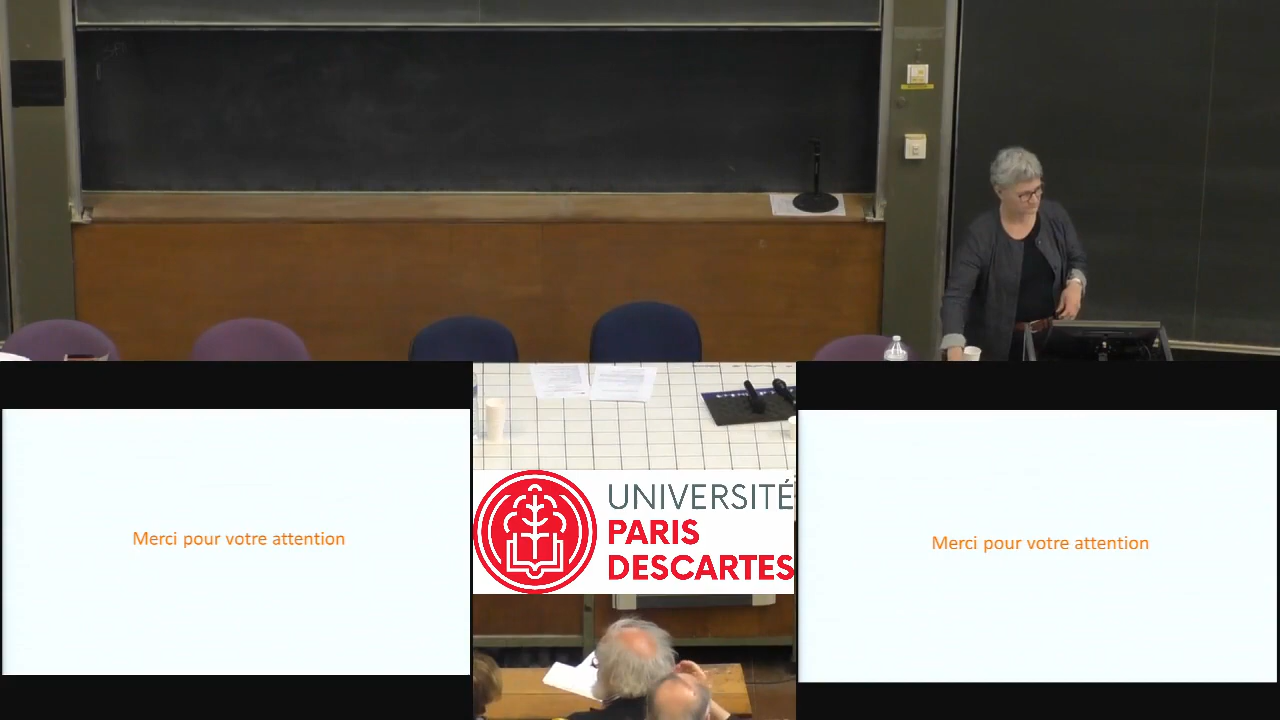 Merci pour votre attention
UNIVERSITÉ
PARIS
DESCARTES
Merci pour votre attention